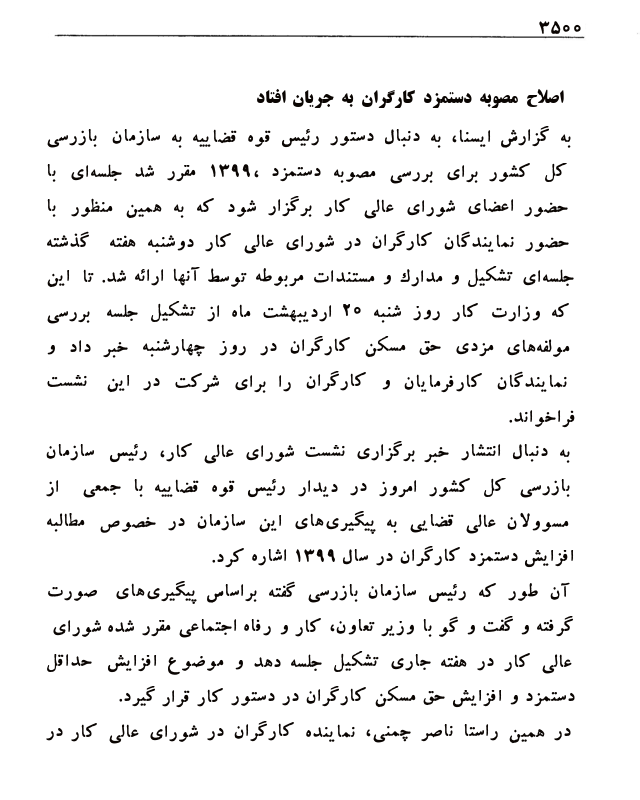 ۳۵۰۰
اصلاح مصوبه دستمزد کارگران به جریان افتاد
به گزارش ایسنا، به دنبال دستور رئیس قوه قضاییه به سازمان بازرسی
کل کشور برای بررسی مصوبه دستمزد ۱۳۹۹، مقرر شد جلسه‌ای با
حضور اعضای شورای عالی کار برگزار شود که به همین منظور با
حضور نمایندگان کارگران در شورای عالی کار دوشنبه هفته گذشته
جلسه‌ای تشکیل و مدارك و مستندات مربوطه توسط آنها ارائه شد. تا این
که وزارت کار روز شنبه ۲۰ اردیبهشت ماه از تشکیل جلسه بررسی
مولفه‌های مزدی حق مسکن کارگران در روز چهارشنبه خبر داد و
نمایندگان کارفرمایان و کارگران را برای شرکت در این نشست
فراخواند.
به دنبال انتشار خبر برگزاری نشست شورای عالی کار، رئیس سازمان
بازرسی کل کشور امروز در دیدار رئیس قوه قضاییه با جمعی از
مسوولان عالی قضایی به پیگیری‌های این سازمان در خصوص مطالبه
افزایش دستمزد کارگران در سال ۱۳۹۹ اشاره کرد.
آن طور که رئیس سازمان بازرسی گفته براساس پیگیری‌های صورت
گرفته و گفت و گو با وزیر تعاون، کار و رفاه اجتماعی مقرر شده شورای
عالی کار در هفته جاری تشکیل جلسه دهد و موضوع افزایش حداقل
دستمزد و افزایش حق مسکن کارگران در دستور کار قرار گیرد.
در همین راستا ناصر چمنی، نماینده کارگران در شورای عالی کار در